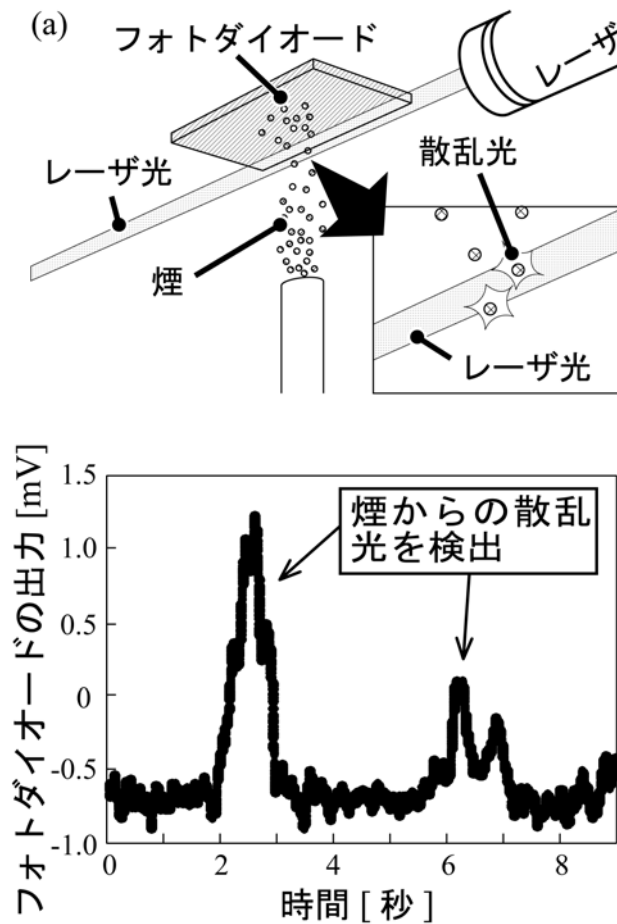 (a)
フォトダイオード
レーザ
レーザ光
散乱光
煙
レーザ光
フォトダイオードの出力 [mV]
1.5
1.0
0.5
0
-0.5
-1.0
煙からの散乱
光を検出
0 2 4 6 8
時間 [ 秒 ]